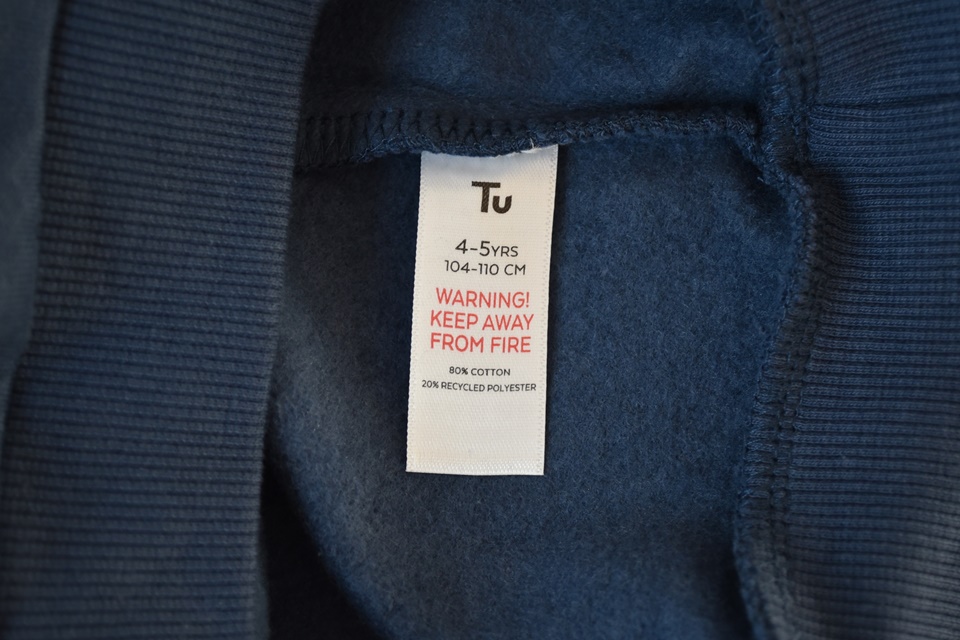 Tu
4-5YRS
104-110 CM
WARNING!
KEEP AWAY
FROM FIRE
80% COTTON
20% RECYCLED POLYESTER